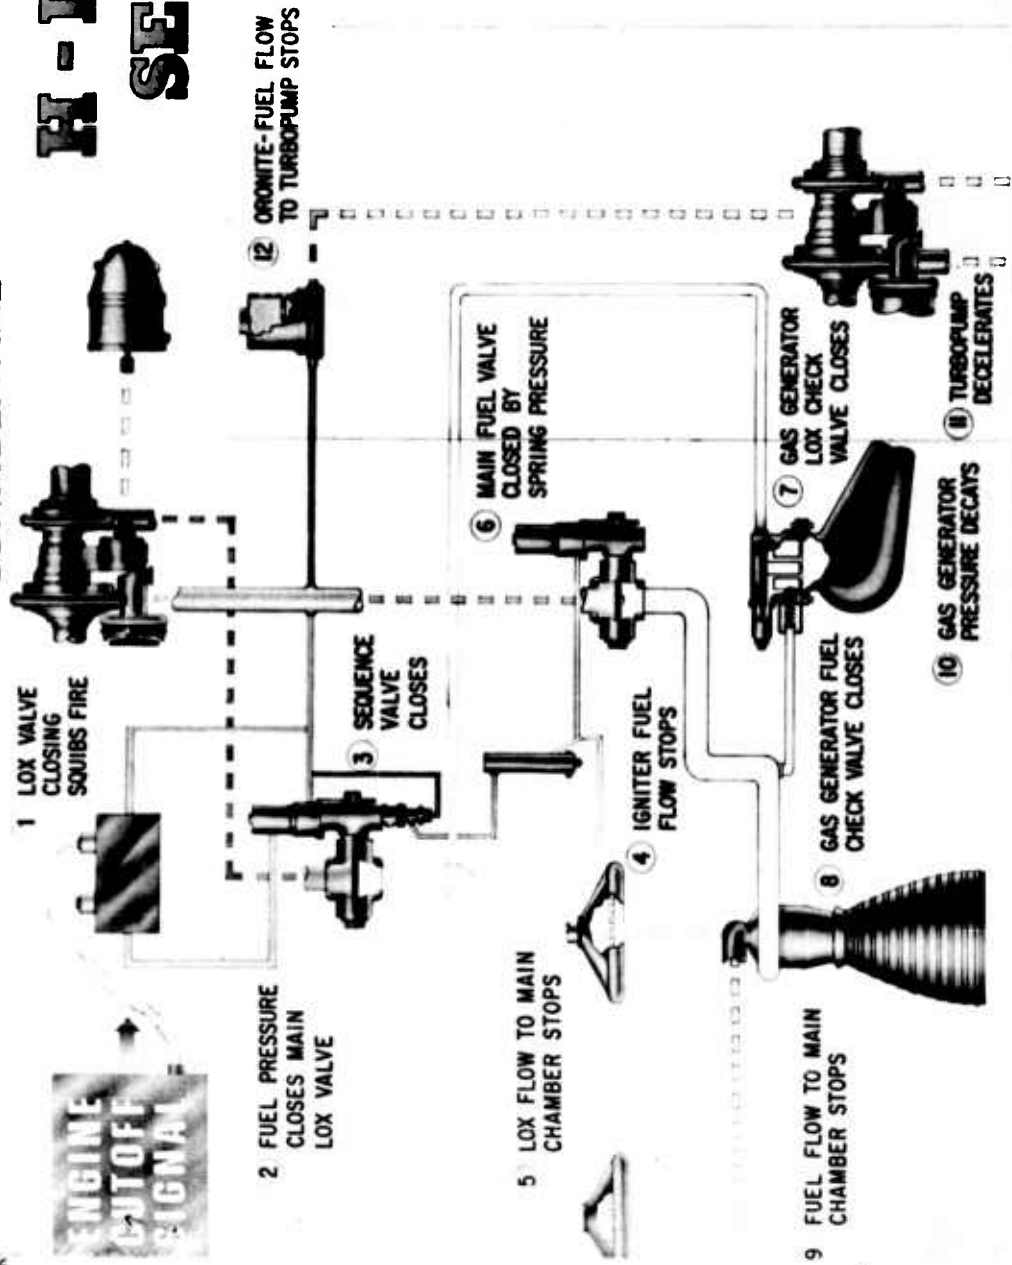 H-
SE
ENGINE
CUTOFF
SIGNAL
1 LOX VALVE
CLOSING
SQUIBS FIRE
2 FUEL PRESSURE
CLOSES MAIN
LOX VALVE
3 SEQUENCE
VALVE
CLOSES
4 IGNITER FUEL
FLOW STOPS
5 LOX FLOW TO MAIN
CHAMBER STOPS
6 MAIN FUEL VALVE
CLOSED BY
SPRING PRESSURE
7 GAS GENERATOR
LOX CHECK
VALVE CLOSES
8 GAS GENERATOR FUEL
CHECK VALVE CLOSES
9 FUEL FLOW TO MAIN
CHAMBER STOPS
10 GAS GENERATOR
PRESSURE DECAYS
11 TURBOPUMP
DECELERATES
12 ORONITE-FUEL FLOW
TO TURBOPUMP STOPS